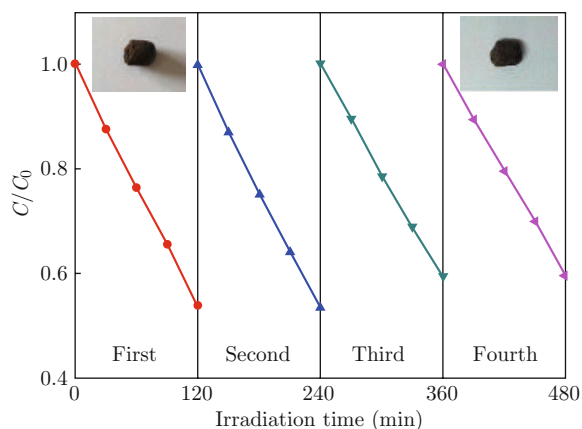 1.0
0.8
0.6
0.4
C/C₀
First
Second
Third
Fourth
0
120
240
360
480
Irradiation time (min)